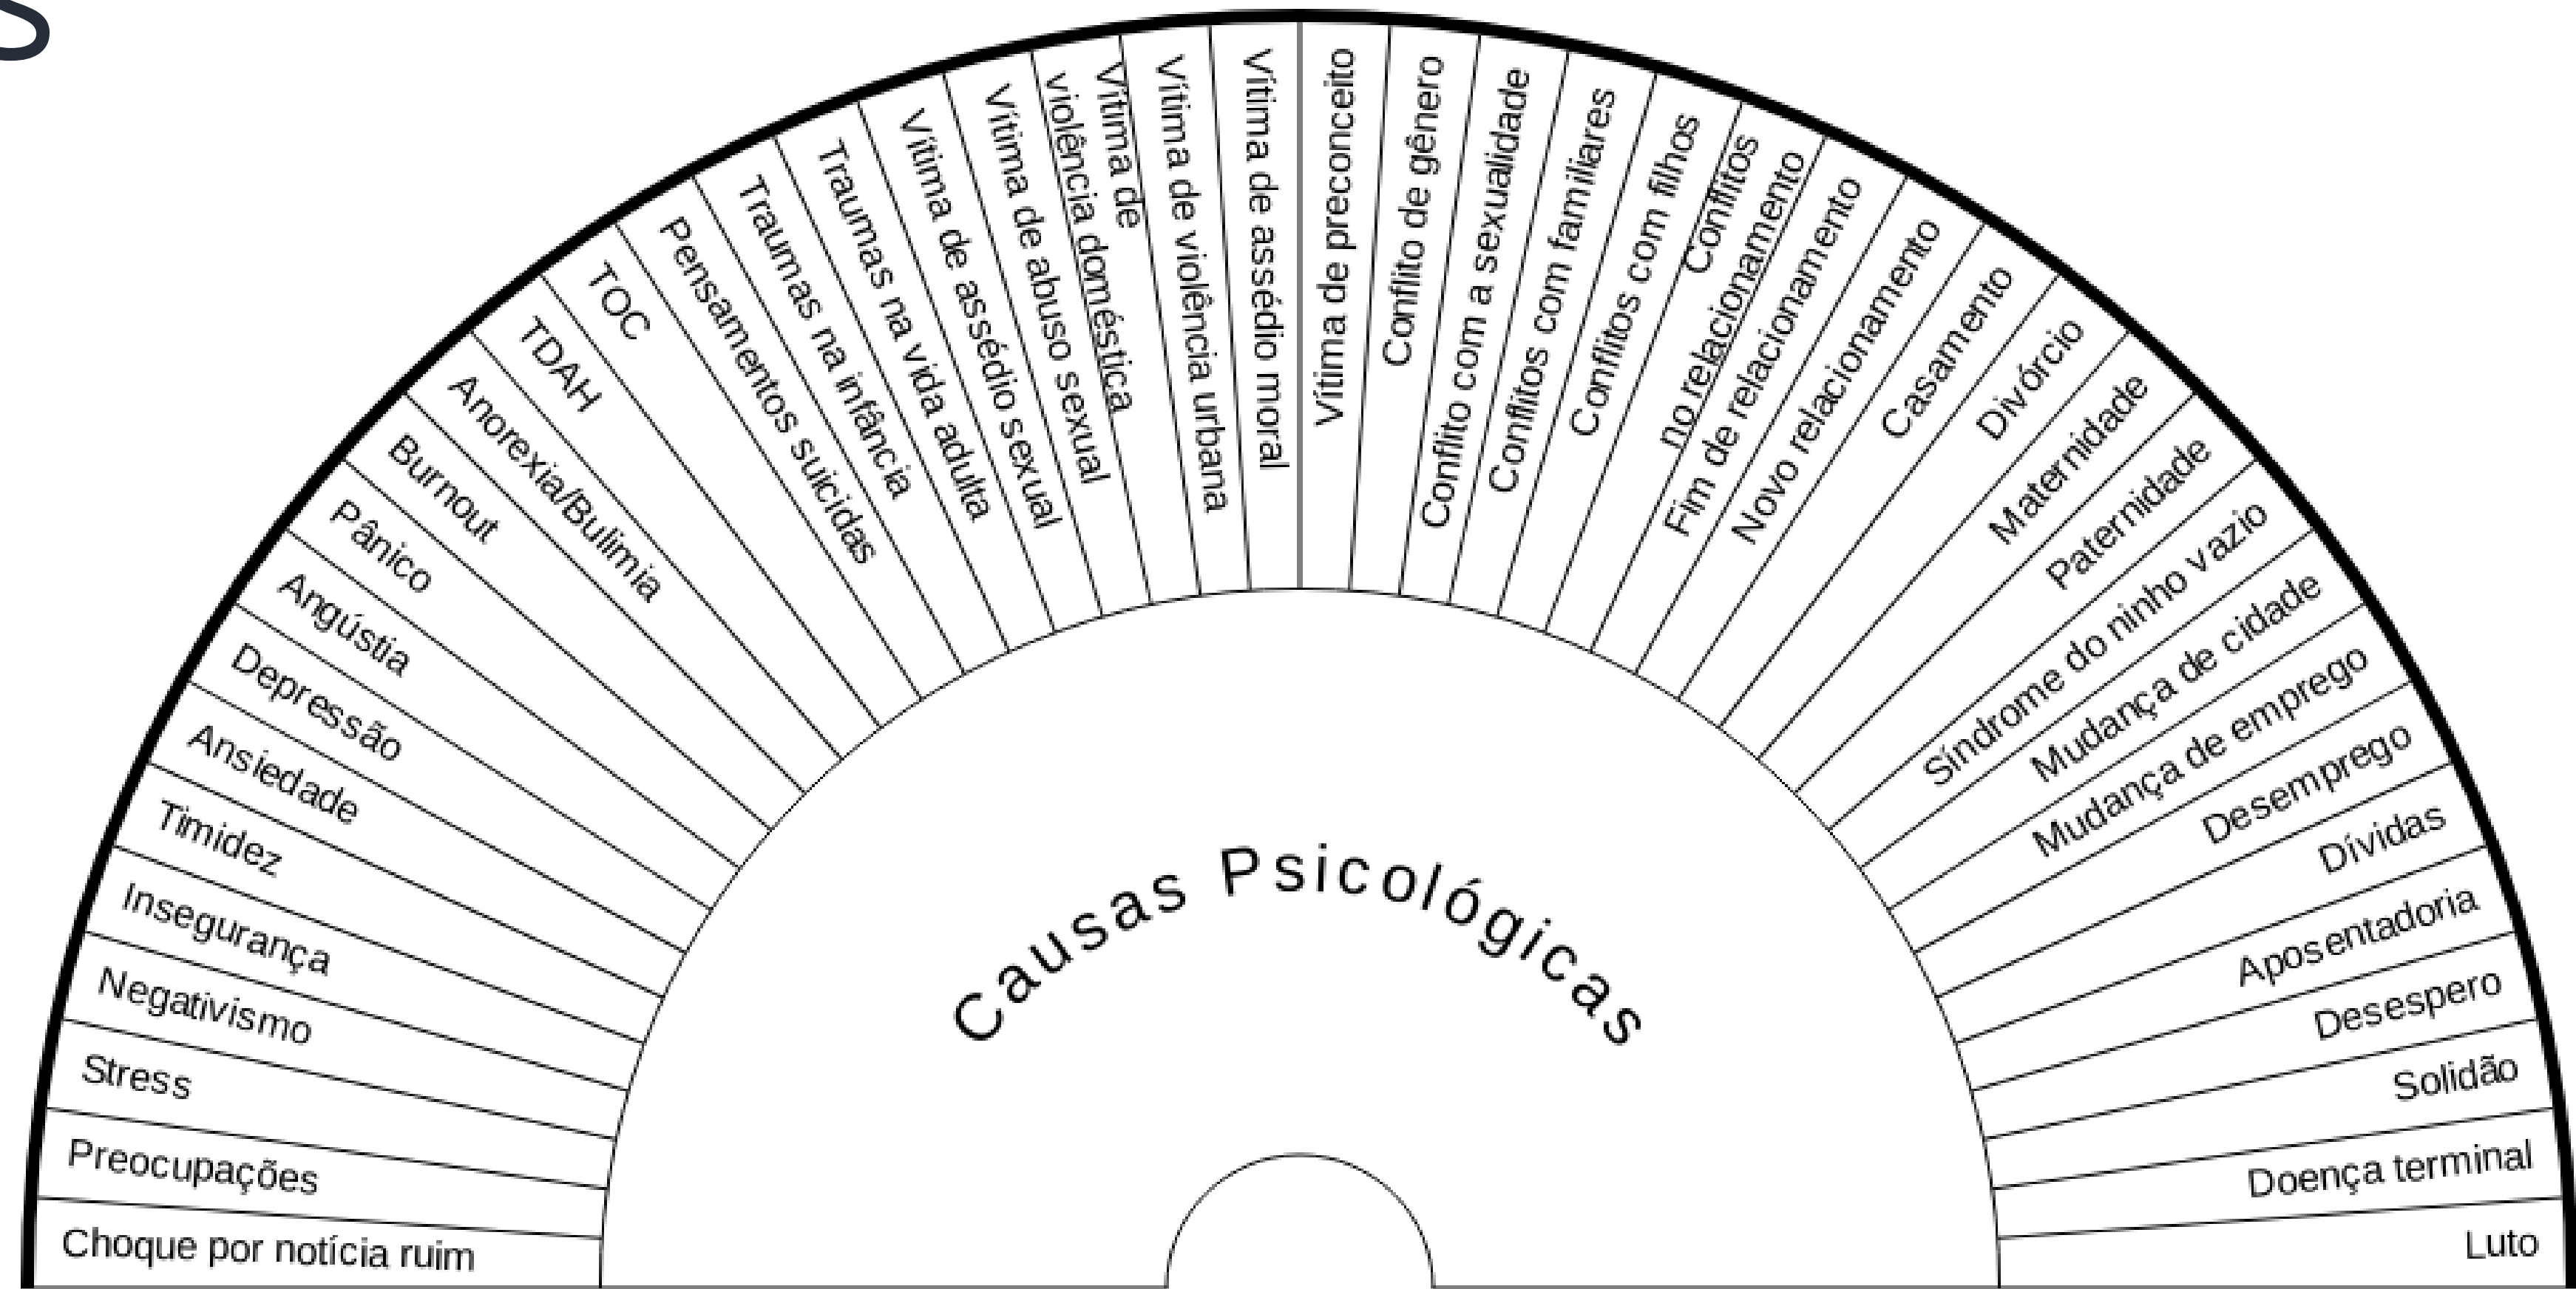 s
Choque por notícia ruim
Preocupações
Stress
Negativismo
Insegurança
Timidez
Ansiedade
Depressão
Angústia
Pânico
Burnout
Anorexia/Bulimia
TDAH
TOC
Pensamentos suicidas
Traumas na infância
Traumas na vida adulta
Vítima de assédio sexual
Vítima de abuso sexual
Vítima de
violência doméstica
Vítima de violência urbana
Vítima de assédio moral
Vítima de preconceito
Conflito de gênero
Conflito com a sexualidade
Conflitos com familiares
Conflitos com filhos
Conflitos
no relacionamento
Fim de relacionamento
Novo relacionamento
Casamento
Divórcio
Maternidade
Paternidade
Síndrome do ninho vazio
Mudança de cidade
Mudança de emprego
Desemprego
Dívidas
Aposentadoria
Desespero
Solidão
Doença terminal
Luto
Causas Psicológicas